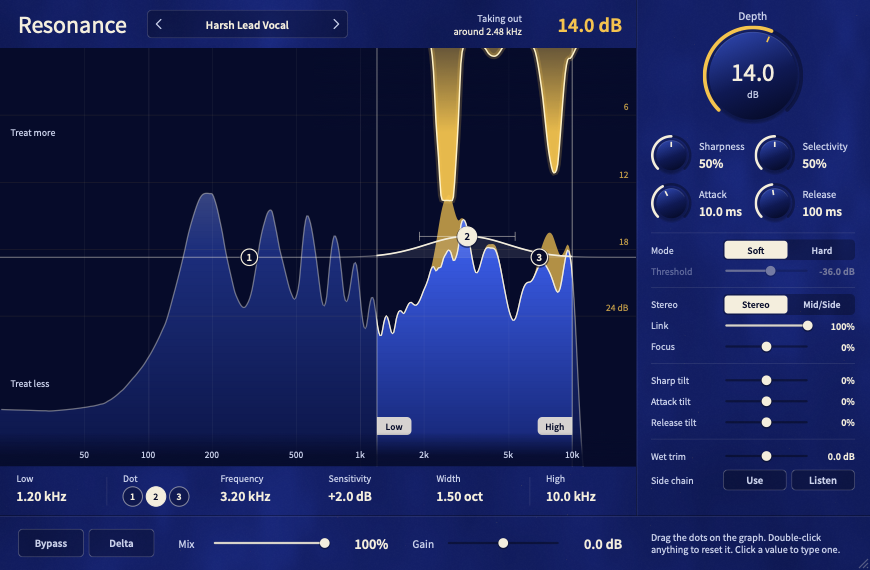 Resonance
Harsh Lead Vocal
Taking out
around 2.48 kHz
14.0 dB
Treat more
Treat less
6
12
18
24 dB
1
2
3
Low
High
50
100
200
500
1k
2k
5k
10k
Low
1.20 kHz
Dot
1
2
3
Frequency
3.20 kHz
Sensitivity
+2.0 dB
Width
1.50 oct
High
10.0 kHz
Bypass
Delta
Mix
100%
Gain
0.0 dB
Depth
14.0
dB
Sharpness
50%
Selectivity
50%
Attack
10.0 ms
Release
100 ms
Mode
Soft
Hard
Threshold
-36.0 dB
Stereo
Stereo
Mid/Side
Link
100%
Focus
0%
Sharp tilt
0%
Attack tilt
0%
Release tilt
0%
Wet trim
0.0 dB
Side chain
Use
Listen
Drag the dots on the graph. Double-click
anything to reset it. Click a value to type one.